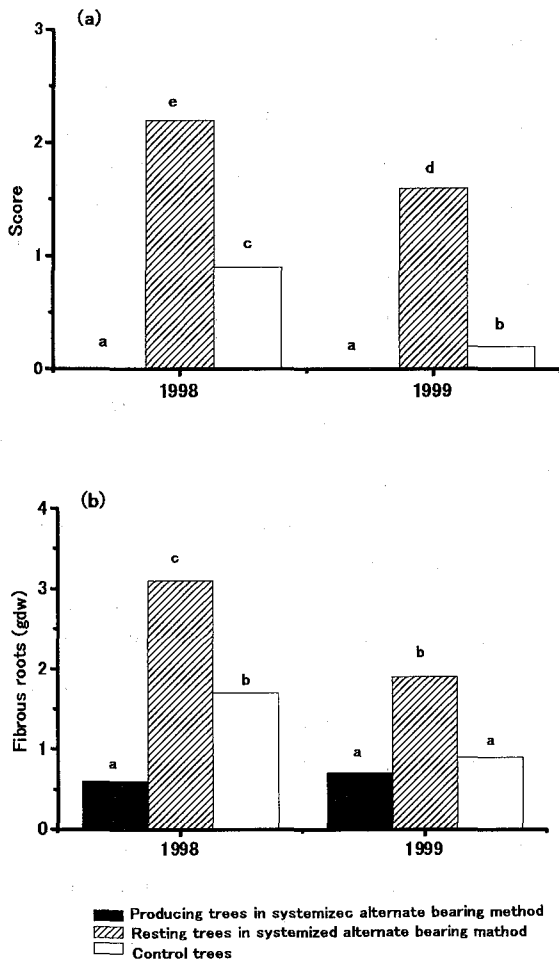 (a)
3
2
1
0
Score
a
e
c
a
d
b
1998
1999
(b)
4
3
2
1
0
Fibrous roots (gdw)
a
c
b
a
b
a
1998
1999
Producing trees in systemizec alternate bearing method
Resting trees in systemized alternate bearing mathod
Control trees